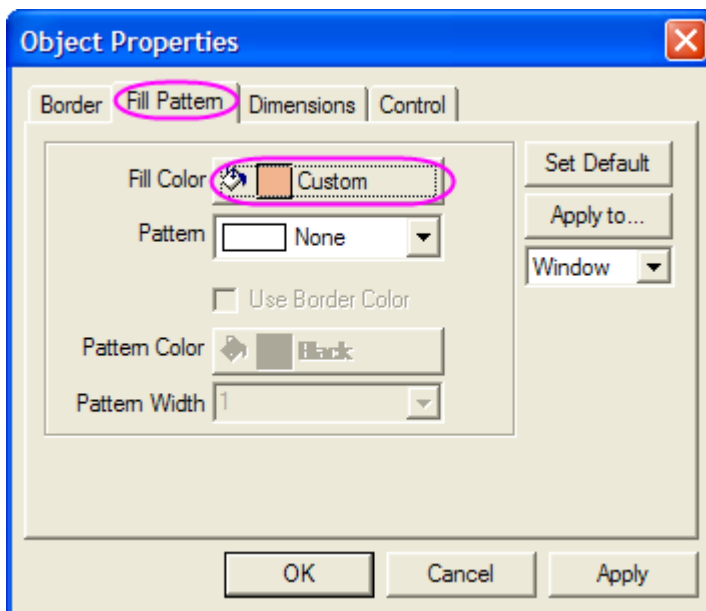 Object Properties
Border Fill Pattern Dimensions Control
Fill Color Custom
Set Default
Pattern None
Apply to...
Window
Use Border Color
Pattern Color Black
Pattern Width 1
OK Cancel Apply